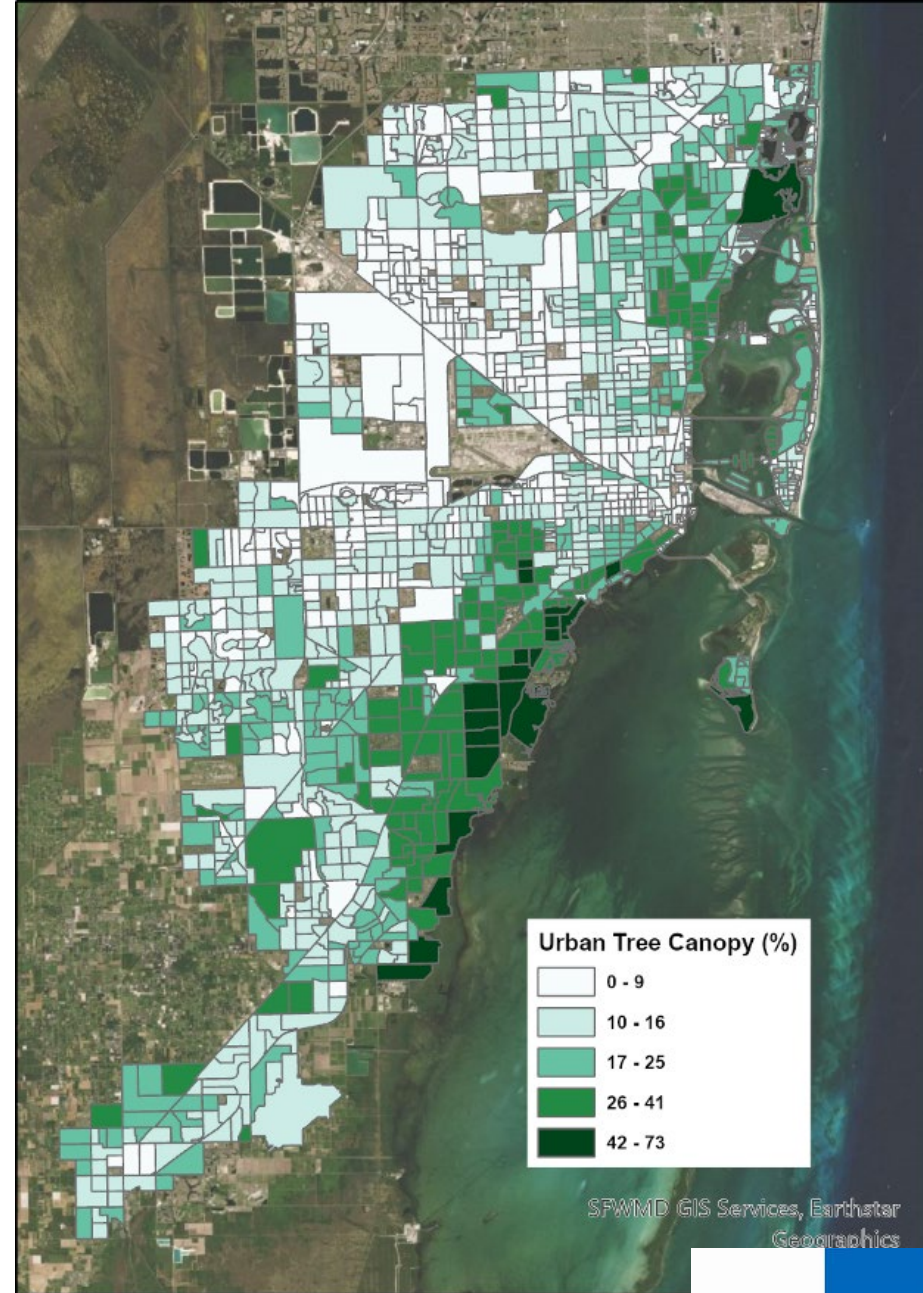 Urban Tree Canopy (%)
0 - 9
10 - 16
17 - 25
26 - 41
42 - 73
SFWMD GIS Services, Earthstar
Geographics